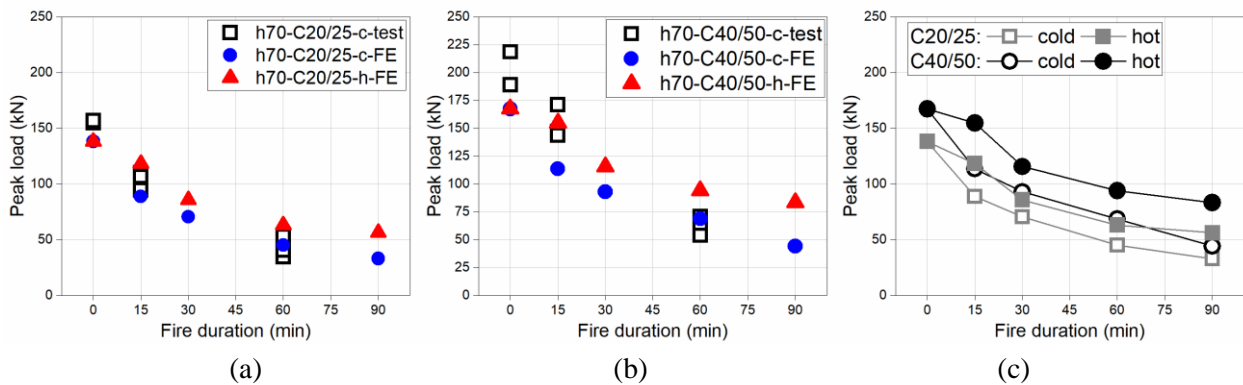 250
200
150
100
50
0
0 15 30 45 60 75 90
Peak load (kN)
Fire duration (min)
h70-C20/25-c-test
h70-C20/25-c-FE
h70-C20/25-h-FE
(a)
250
225
200
175
150
125
100
75
50
25
0
0 15 30 45 60 75 90
Peak load (kN)
Fire duration (min)
h70-C40/50-c-test
h70-C40/50-c-FE
h70-C40/50-h-FE
(b)
250
200
150
100
50
0
0 15 30 45 60 75 90
Peak load (kN)
Fire duration (min)
C20/25: cold hot
C40/50: cold hot
(c)